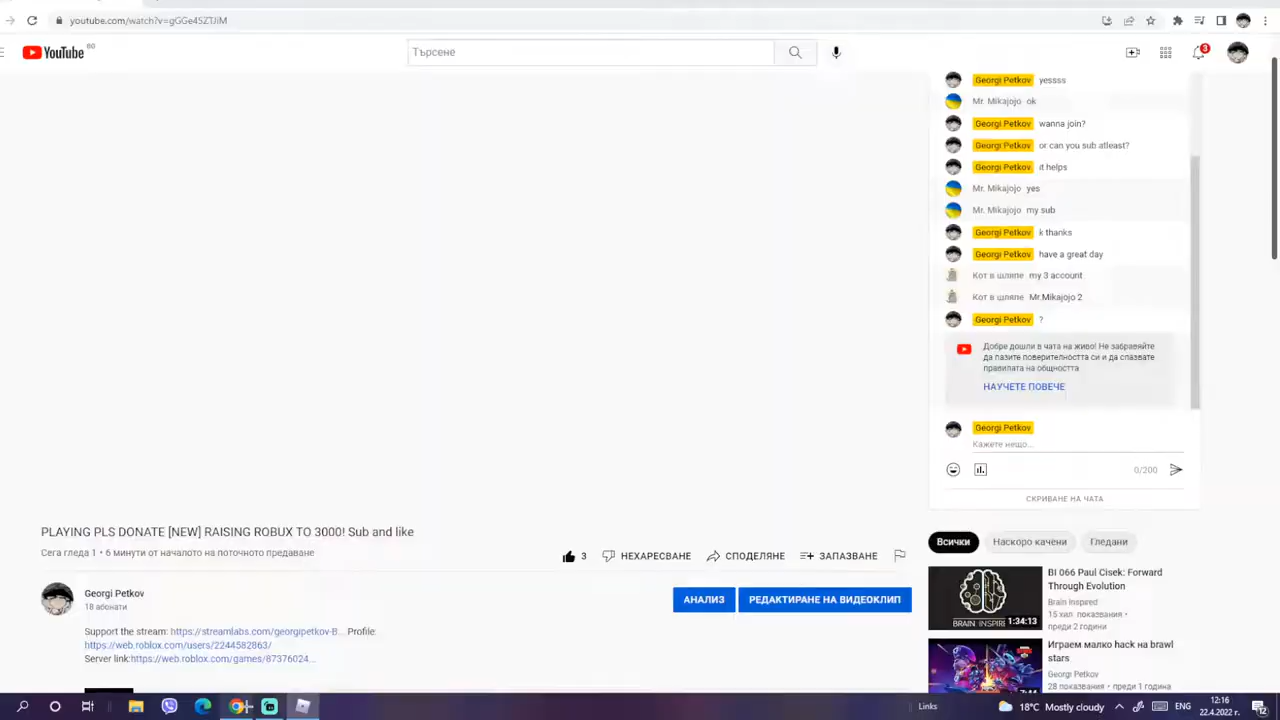 youtube.com/watch?v=gGGe4SZTJiM
YouTube BG
Търсене
3
Georgi Petkov yessss
Mr. Mikajojo ok
Georgi Petkov wanna join?
Georgi Petkov or can you sub atleast?
Georgi Petkov it helps
Mr. Mikajojo yes
Mr. Mikajojo my sub
Georgi Petkov k thanks
Georgi Petkov have a great day
Кот в шляпе my 3 account
Кот в шляпе Mr.Mikajojo 2
Georgi Petkov ?
Добре дошли в чата на живо! Не забравяйте
да пазите поверителността си и да спазвате
правилата на общността
НАУЧЕТЕ ПОВЕЧЕ
Georgi Petkov
Кажете нещо...
0/200
СКРИВАНЕ НА ЧАТА
PLAYING PLS DONATE [NEW] RAISING ROBUX TO 3000! Sub and like
Сега гледа 1 • 6 минути от началото на поточното предаване
3 НЕХАРЕСВАНЕ СПОДЕЛЯНЕ ЗАПАЗВАНЕ
Georgi Petkov
18 абонати
АНАЛИЗ РЕДАКТИРАНЕ НА ВИДЕОКЛИП
Support the stream: https://streamlabs.com/georgipetkov-B... Profile:
https://web.roblox.com/users/2244582863/
Server link:https://web.roblox.com/games/87376024...
Всички Наскоро качени Гледани
BI 066 Paul Cisek: Forward
Through Evolution
Brain Inspired
15 хил. показвания •
преди 2 години
BRAIN INSPIRE
1:34:13
Играем малко hack на brawl
stars
Georgi Petkov
28 показвания • преди 1 година
7:14
Links
18°C Mostly cloudy
ENG
12:16
22.4.2022 г.
12